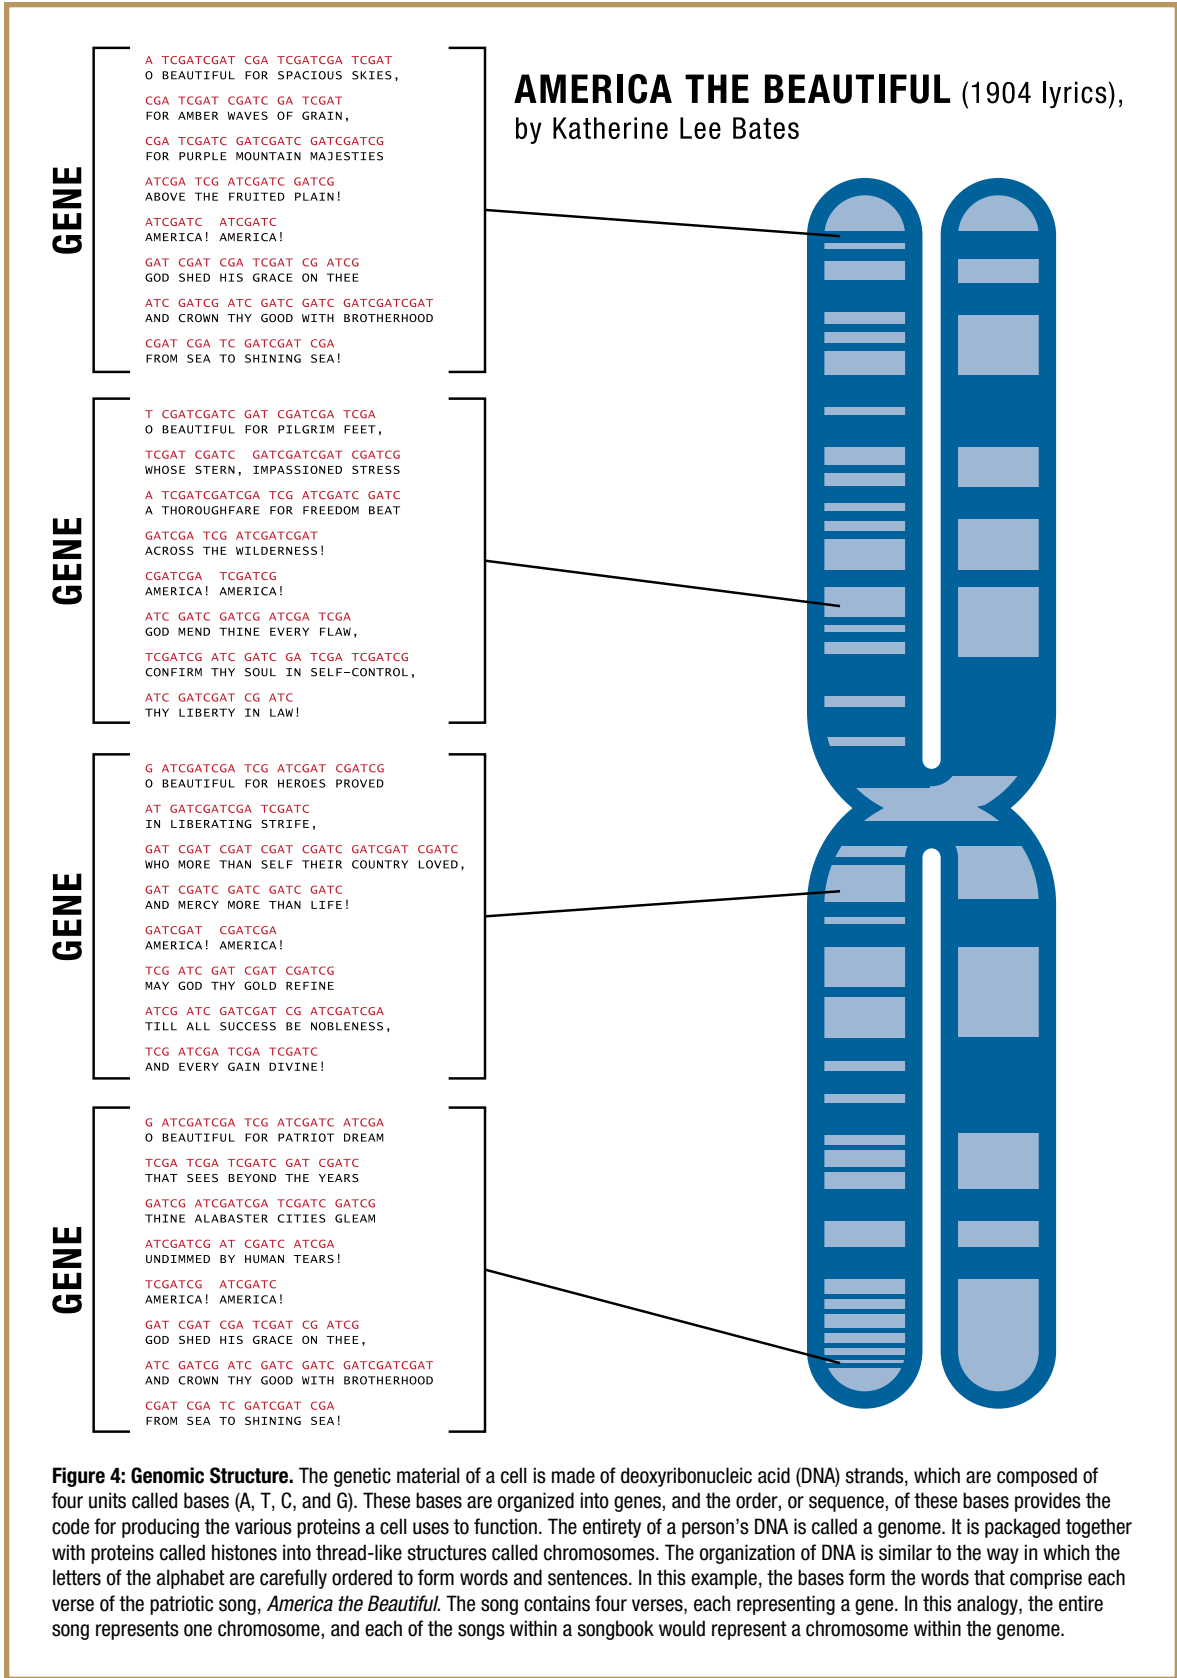 AMERICA THE BEAUTIFUL (1904 lyrics),
by Katherine Lee Bates
GENE
A TCGATCGAT CGA TCGATCGA TCGAT
O BEAUTIFUL FOR SPACIOUS SKIES,
CGA TCGAT CGATC GA TCGAT
FOR AMBER WAVES OF GRAIN,
CGA TCGATC GATCGATC GATCGATCG
FOR PURPLE MOUNTAIN MAJESTIES
ATCGA TCG ATCGATC GATCG
ABOVE THE FRUITED PLAIN!
ATCGATC ATCGATC
AMERICA! AMERICA!
GAT CGAT CGA TCGAT CG ATCG
GOD SHED HIS GRACE ON THEE
ATC GATCG ATC GATC GATC GATCGATCGAT
AND CROWN THY GOOD WITH BROTHERHOOD
CGAT CGA TC GATCGAT CGA
FROM SEA TO SHINING SEA!
GENE
T CGATCGATC GAT CGATCGA TCGA
O BEAUTIFUL FOR PILGRIM FEET,
TCGAT CGATC GATCGATCGAT CGATCG
WHOSE STERN, IMPASSIONED STRESS
A TCGATCGATCGA TCG ATCGATC GATC
A THOROUGHFARE FOR FREEDOM BEAT
GATCGA TCG ATCGATCGAT
ACROSS THE WILDERNESS!
CGATCGA TCGATCG
AMERICA! AMERICA!
ATC GATC GATCG ATCGA TCGA
GOD MEND THINE EVERY FLAW,
TCGATCG ATC GATC GA TCGA TCGATCG
CONFIRM THY SOUL IN SELF-CONTROL,
ATC GATCGAT CG ATC
THY LIBERTY IN LAW!
GENE
G ATCGATCGA TCG ATCGAT CGATCG
O BEAUTIFUL FOR HEROES PROVED
AT GATCGATCGA TCGATC
IN LIBERATING STRIFE,
GAT CGAT CGAT CGAT CGATC GATCGAT CGATC
WHO MORE THAN SELF THEIR COUNTRY LOVED,
GAT CGATC GATC GATC GATC
AND MERCY MORE THAN LIFE!
GATCGAT CGATCGA
AMERICA! AMERICA!
TCG ATC GAT CGAT CGATCG
MAY GOD THY GOLD REFINE
ATCG ATC GATCGAT CG ATCGATCGA
TILL ALL SUCCESS BE NOBLENESS,
TCG ATCGA TCGA TCGATC
AND EVERY GAIN DIVINE!
GENE
G ATCGATCGA TCG ATCGATC ATCGA
O BEAUTIFUL FOR PATRIOT DREAM
TCGA TCGA TCGATC GAT CGATC
THAT SEES BEYOND THE YEARS
GATCG ATCGATCGA TCGATC GATCG
THINE ALABASTER CITIES GLEAM
ATCGATCG AT CGATC ATCGA
UNDIMMED BY HUMAN TEARS!
TCGATCG ATCGATC
AMERICA! AMERICA!
GAT CGAT CGA TCGAT CG ATCG
GOD SHED HIS GRACE ON THEE,
ATC GATCG ATC GATC GATC GATCGATCGAT
AND CROWN THY GOOD WITH BROTHERHOOD
CGAT CGA TC GATCGAT CGA
FROM SEA TO SHINING SEA!
Figure 4: Genomic Structure. The genetic material of a cell is made of deoxyribonucleic acid (DNA) strands, which are composed of
four units called bases (A, T, C, and G). These bases are organized into genes, and the order, or sequence, of these bases provides the
code for producing the various proteins a cell uses to function. The entirety of a person's DNA is called a genome. It is packaged together
with proteins called histones into thread-like structures called chromosomes. The organization of DNA is similar to the way in which the
letters of the alphabet are carefully ordered to form words and sentences. In this example, the bases form the words that comprise each
verse of the patriotic song, America the Beautiful. The song contains four verses, each representing a gene. In this analogy, the entire
song represents one chromosome, and each of the songs within a songbook would represent a chromosome within the genome.